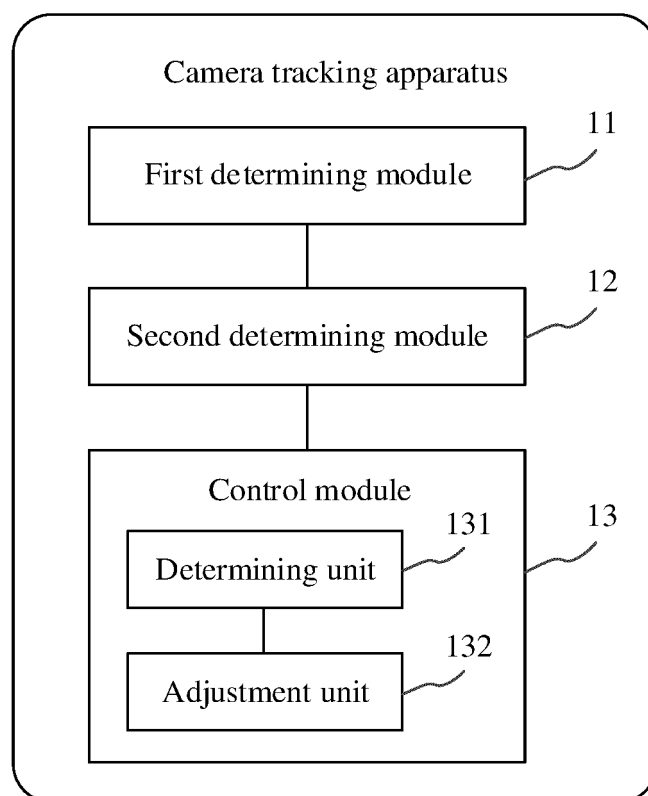 Camera tracking apparatus
11
First determining module
12
Second determining module
Control module
13
131
Determining unit
132
Adjustment unit